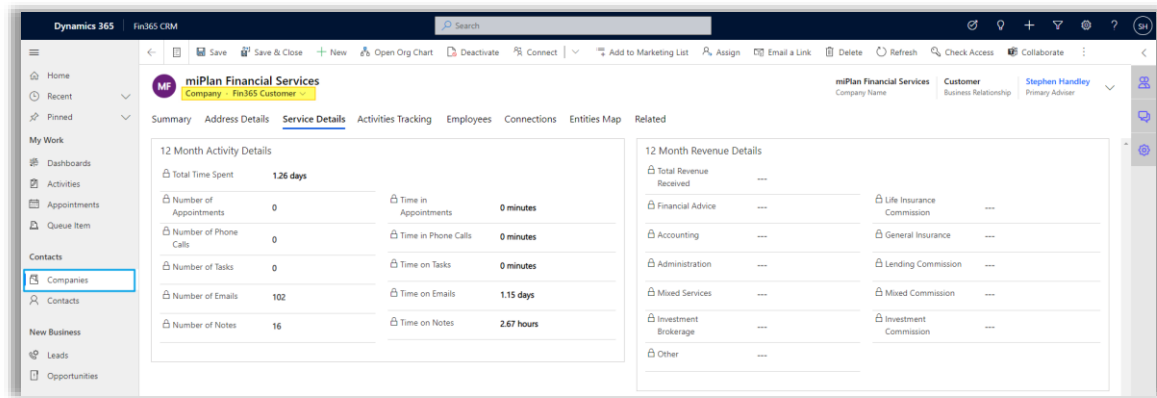 Dynamics 365 Fin365 CRM Search SH
Save Save & Close New Open Org Chart Deactivate Connect Add to Marketing List Assign Email a Link Delete Refresh Check Access Collaborate
Home
Recent
Pinned
My Work
Dashboards
Activities
Appointments
Queue Item
Contacts
Companies
Contacts
New Business
Leads
Opportunities
MF
miPlan Financial Services
Company · Fin365 Customer
miPlan Financial Services
Company Name
Customer
Business Relationship
Stephen Handley
Primary Adviser
Summary Address Details Service Details Activities Tracking Employees Connections Entities Map Related
12 Month Activity Details
Total Time Spent 1.26 days
Number of
Appointments
0
Time in
Appointments
0 minutes
Number of Phone
Calls
0
Time in Phone Calls 0 minutes
Number of Tasks 0
Time on Tasks 0 minutes
Number of Emails 102
Time on Emails 1.15 days
Number of Notes 16
Time on Notes 2.67 hours
12 Month Revenue Details
Total Revenue
Received
---
Financial Advice ---
Life Insurance
Commission
---
Accounting ---
General Insurance ---
Administration ---
Lending Commission ---
Mixed Services ---
Mixed Commission ---
Investment
Brokerage
---
Investment
Commission
---
Other ---